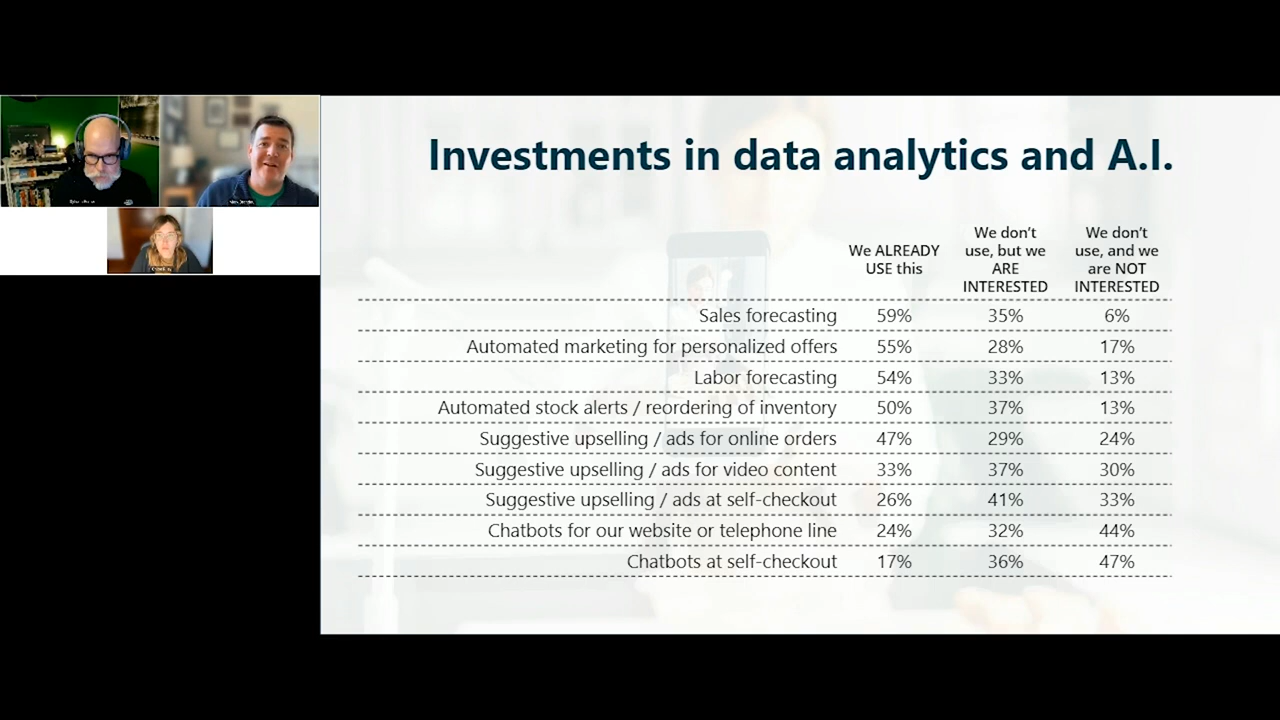 Investments in data analytics and A.I.
We ALREADY
USE this
We don't
use, but we
ARE
INTERESTED
We don't
use, and we
are NOT
INTERESTED
Sales forecasting 59% 35% 6%
Automated marketing for personalized offers 55% 28% 17%
Labor forecasting 54% 33% 13%
Automated stock alerts / reordering of inventory 50% 37% 13%
Suggestive upselling / ads for online orders 47% 29% 24%
Suggestive upselling / ads for video content 33% 37% 30%
Suggestive upselling / ads at self-checkout 26% 41% 33%
Chatbots for our website or telephone line 24% 32% 44%
Chatbots at self-checkout 17% 36% 47%